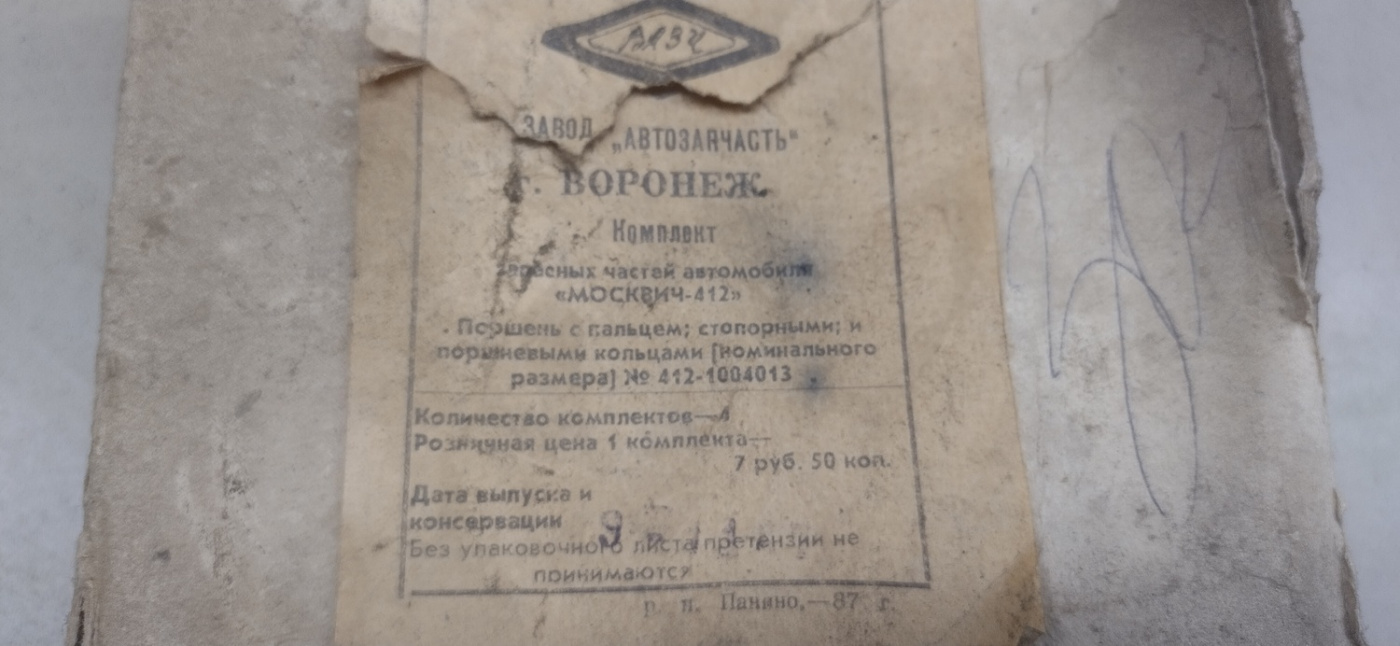 ВАЗЧ
ЗАВОД „АВТОЗАПЧАСТЬ“
г. ВОРОНЕЖ
Комплект
запасных частей автомобиля
«МОСКВИЧ-412»
Поршень с пальцем; стопорными; и
поршневыми кольцами [номинального
размера] № 412-1004013
Количество комплектов—4
Розничная цена 1 комплекта—
7 руб. 50 коп.
Дата выпуска и
консервации
Без упаковочного листа претензии не
принимаются
р. п. Панино,—87 г.